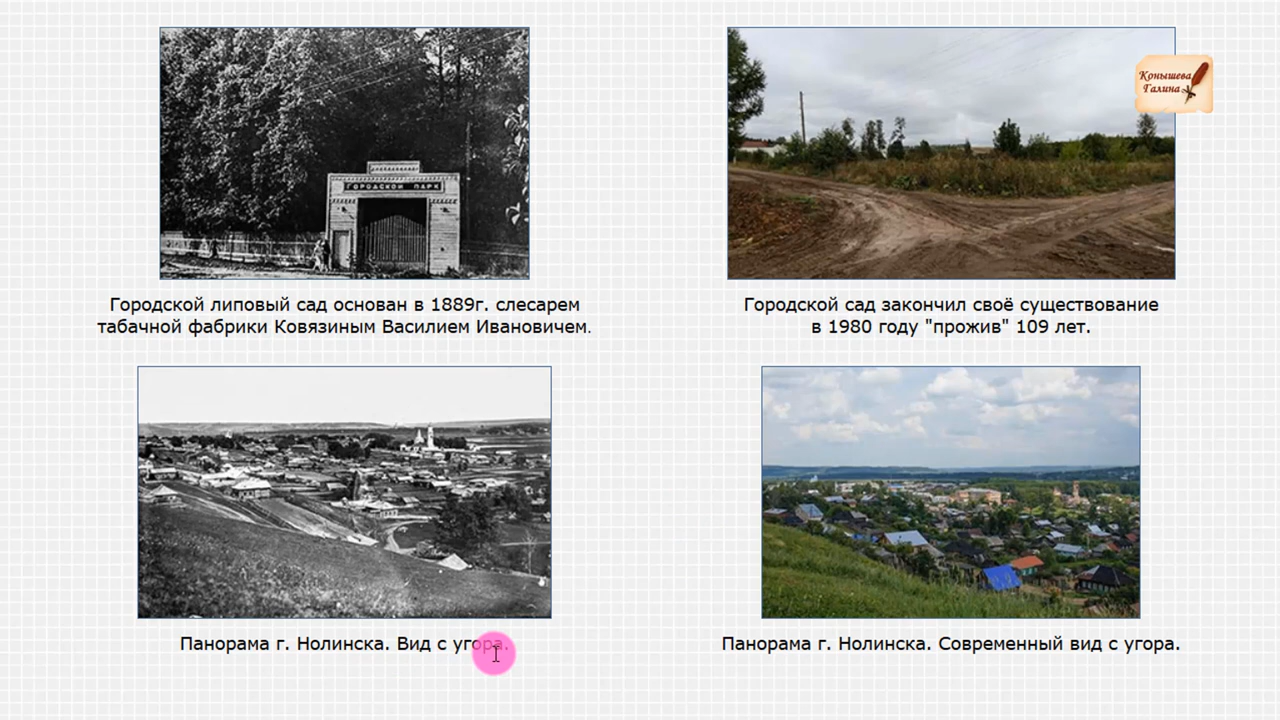 Конышева
Галина
ГОРОДСКОЙ ПАРК
Городской липовый сад основан в 1889г. слесарем
табачной фабрики Ковязиным Василием Ивановичем.
Городской сад закончил своё существование
в 1980 году "прожив" 109 лет.
Панорама г. Нолинска. Вид с угора.
Панорама г. Нолинска. Современный вид с угора.